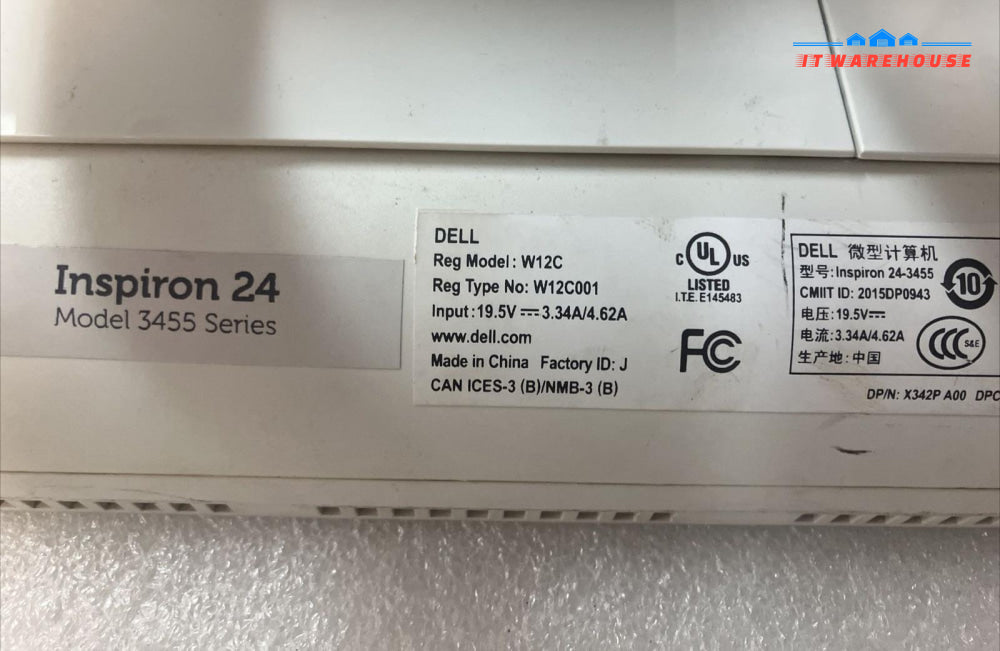 IT WAREHOUSE
Inspiron 24
Model 3455 Series
DELL
Reg Model: W12C
Reg Type No: W12C001
Input: 19.5V⎓3.34A/4.62A
www.dell.com
Made in China Factory ID: J
CAN ICES-3 (B)/NMB-3 (B)
C UL US
LISTED
I.T.E. E145483
FC
DELL 微型计算机
型号: Inspiron 24-3455
CMIIT ID: 2015DP0943
电压: 19.5V⎓
电流: 3.34A/4.62A
生产地: 中国
10
CCC S&E
DP/N: X342P A00 DPC